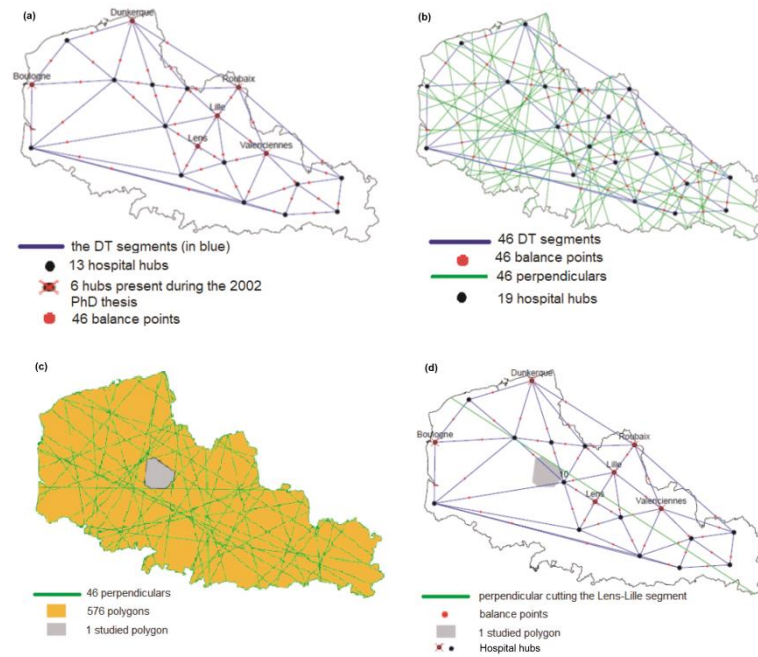 (a)
Dunkerque
Boulogne
Roubaix
Lille
Lens
Valenciennes
the DT segments (in blue)
13 hospital hubs
6 hubs present during the 2002
PhD thesis
46 balance points
(b)
46 DT segments
46 balance points
46 perpendiculars
19 hospital hubs
(c)
46 perpendiculars
576 polygons
1 studied polygon
(d)
Dunkerque
Boulogne
Roubaix
10
Lille
Lens
Valenciennes
perpendicular cutting the Lens-Lille segment
balance points
1 studied polygon
Hospital hubs